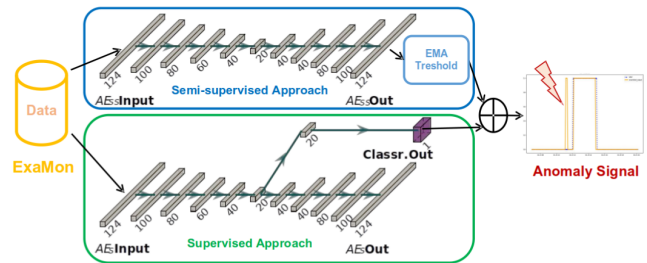 124
100
80
60
40
20
40
60
80
100
124
EMA
Treshold
AEssInput
Semi-supervised Approach
AEssOut
Data
ExaMon
20
1
Classr.Out
Anomaly Signal
124
100
80
60
40
20
40
60
80
100
124
AEsInput
Supervised Approach
AEsOut